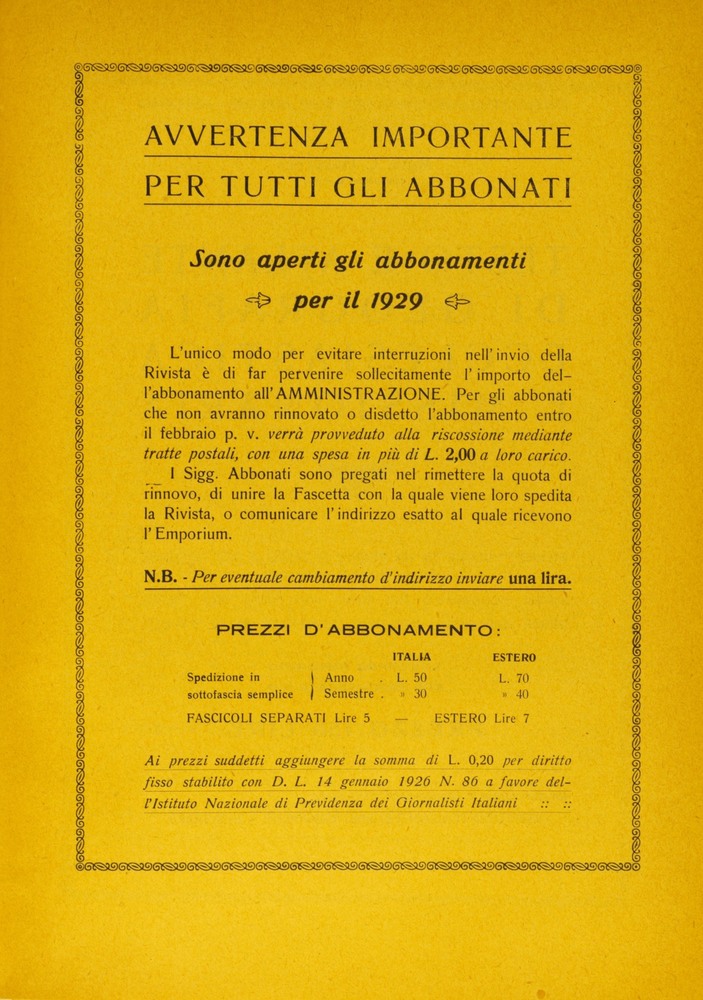 AVVERTENZA IMPORTANTE
PER TUTTI GLI ABBONATI
Sono aperti gli abbonamenti
per il 1929
L'unico modo per evitare interruzioni nell'invio della
Rivista è di far pervenire sollecitamente l'importo del-
l'abbonamento all'AMMINISTRAZIONE. Per gli abbonati
che non avranno rinnovato o disdetto l'abbonamento entro
il febbraio p. v. verrà provveduto alla riscossione mediante
tratte postali, con una spesa in più di L. 2,00 a loro carico.
I Sigg. Abbonati sono pregati nel rimettere la quota di
rinnovo, di unire la Fascetta con la quale viene loro spedita
la Rivista, o comunicare l'indirizzo esatto al quale ricevono
l'Emporium.
N.B. - Per eventuale cambiamento d'indirizzo inviare una lira.
PREZZI D'ABBONAMENTO:
ITALIA ESTERO
Spedizione in Anno . L. 50 L. 70
sottofascia semplice Semestre . » 30 » 40
FASCICOLI SEPARATI Lire 5 — ESTERO Lire 7
Ai prezzi suddetti aggiungere la somma di L. 0,20 per diritto
fisso stabilito con D. L. 14 gennaio 1926 N. 86 a favore del-
l'Istituto Nazionale di Previdenza dei Giornalisti Italiani :: ::